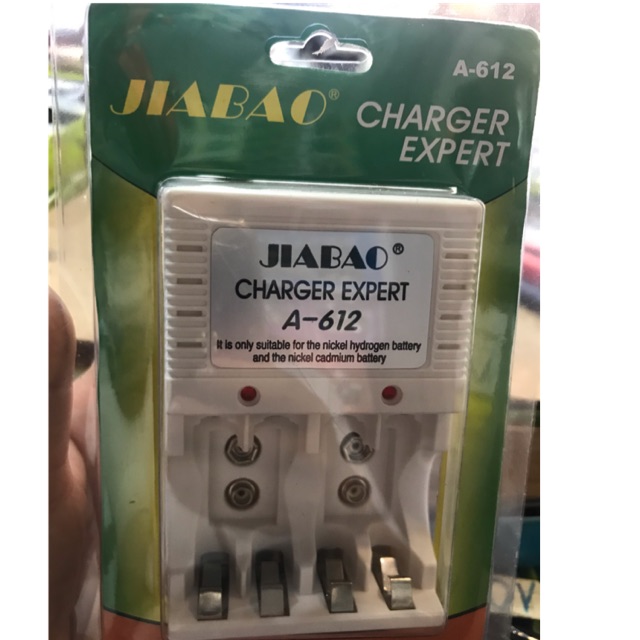 A-612
JIABAO®
CHARGER
EXPERT
JIABAO®
CHARGER EXPERT
A-612
It is only suitable for the nickel hydrogen battery
and the nickel cadmium battery